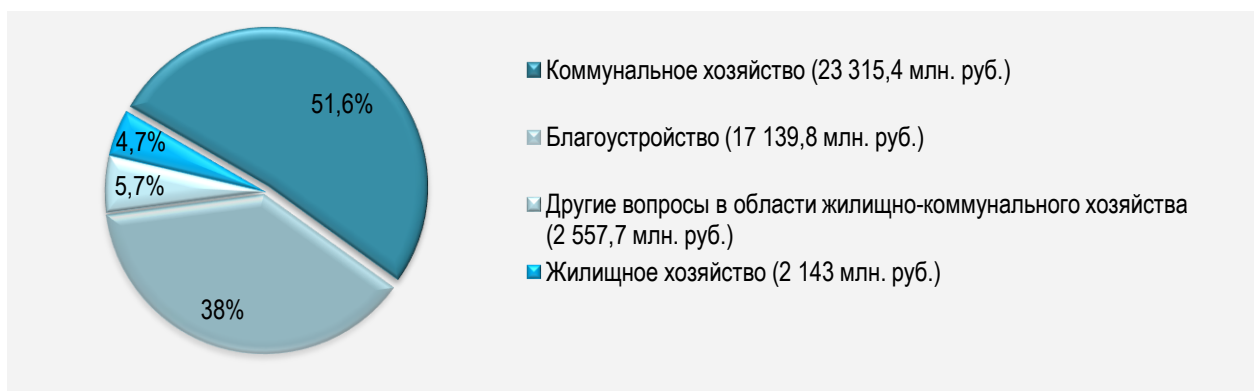 51,6%
4,7%
5,7%
38%
Коммунальное хозяйство (23 315,4 млн. руб.)
Благоустройство (17 139,8 млн. руб.)
Другие вопросы в области жилищно-коммунального хозяйства
(2 557,7 млн. руб.)
Жилищное хозяйство (2 143 млн. руб.)